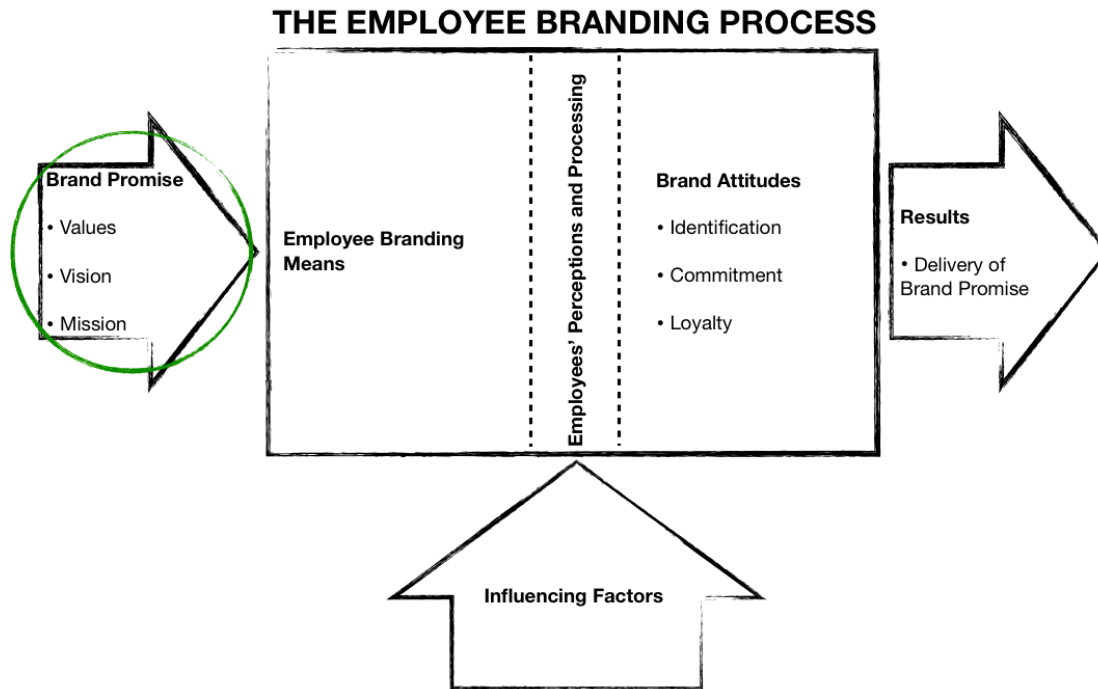 THE EMPLOYEE BRANDING PROCESS
Brand Promise
• Values
• Vision
• Mission
Employee Branding
Means
Employees’ Perceptions and Processing
Brand Attitudes
• Identification
• Commitment
• Loyalty
Results
• Delivery of
Brand Promise
Influencing Factors